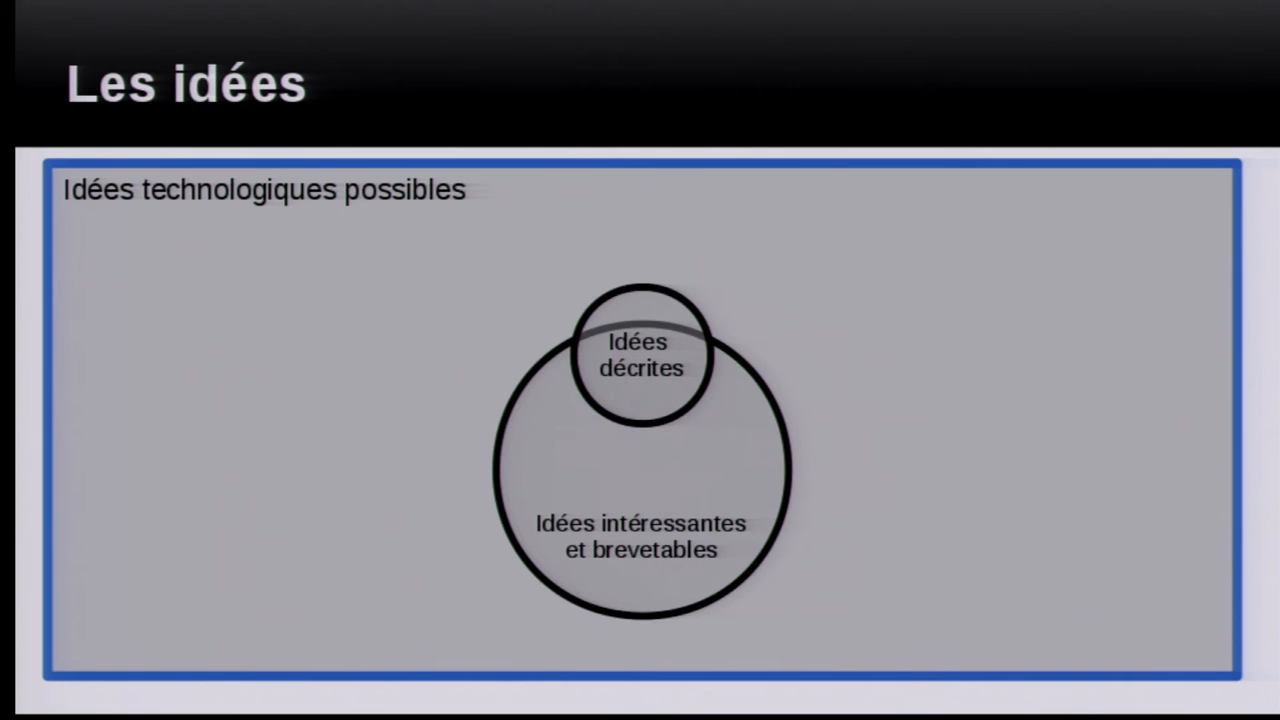 Les idées
Idées technologiques possibles
Idées
décrites
Idées intéressantes
et brevetables